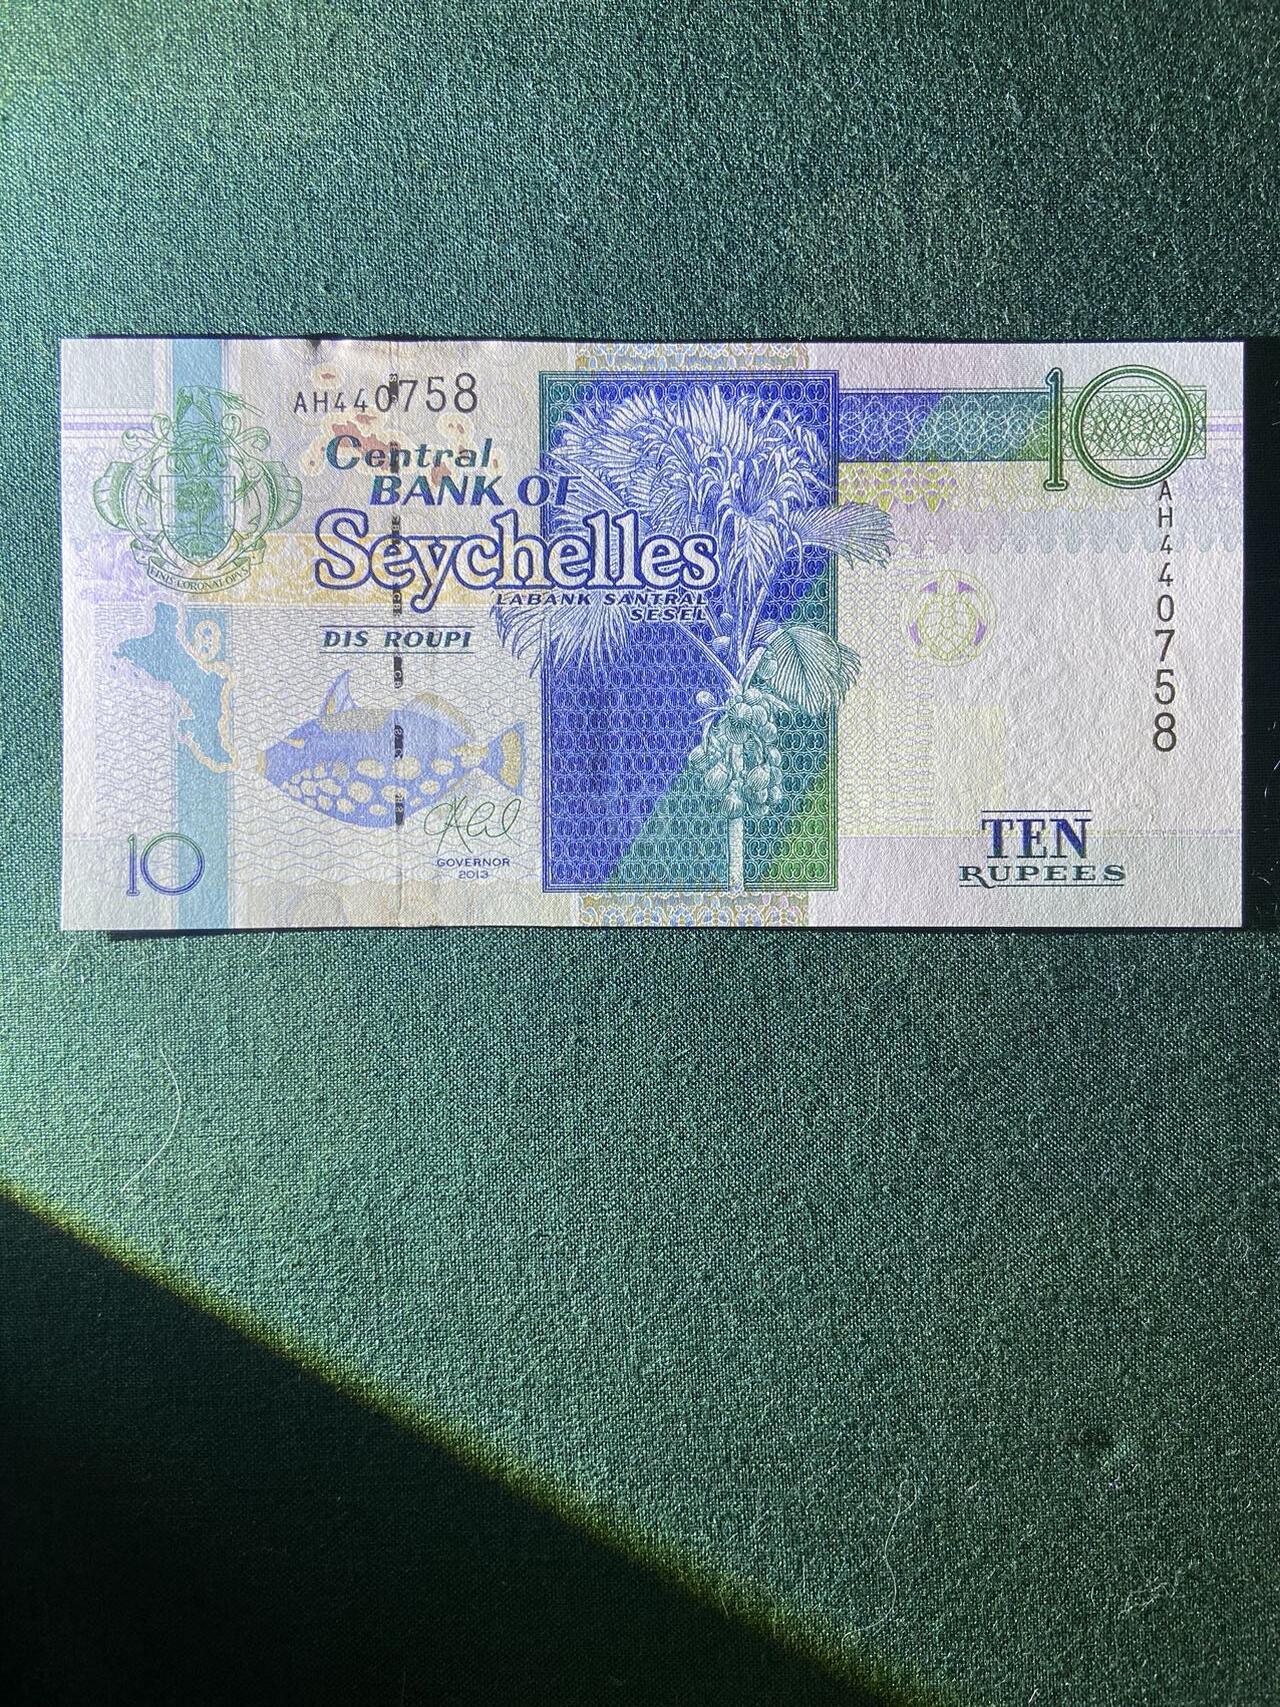 AH440758
Central
BANK OF
Seychelles
LABANK SANTRAL
SESEL
DIS ROUPI
GOVERNOR
2013
10
10
AH440758
TEN
RUPEES